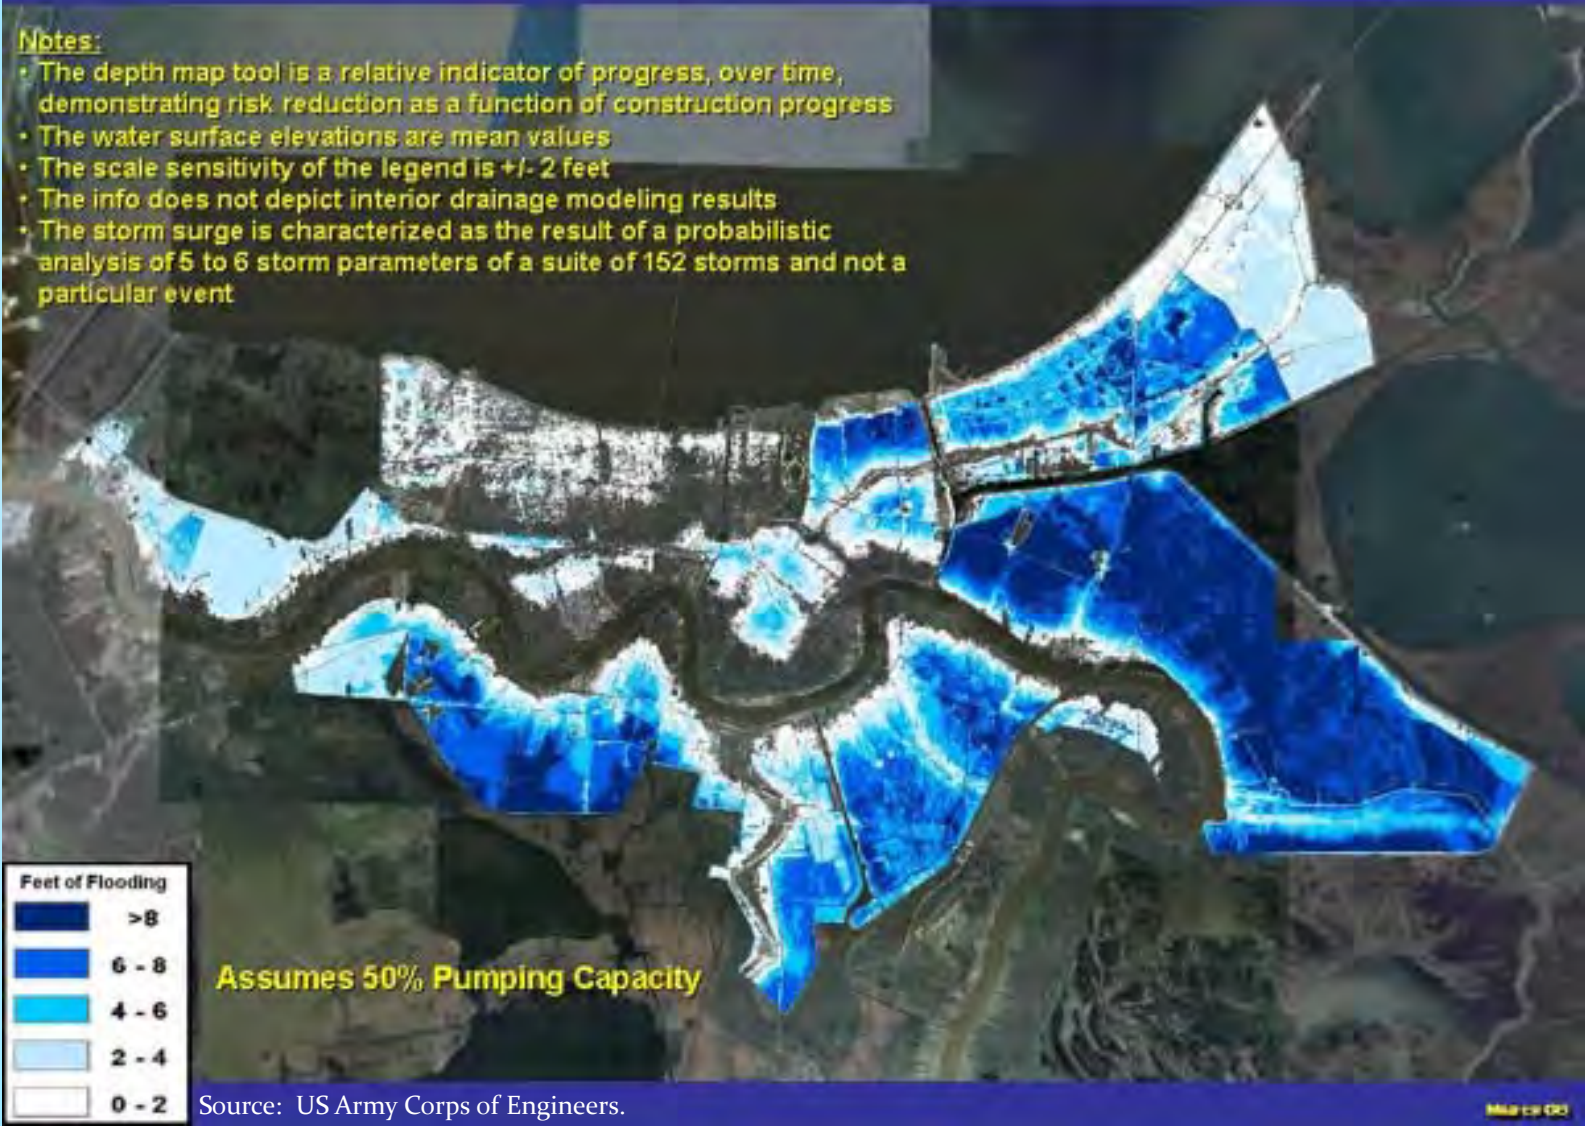 Notes:
• The depth map tool is a relative indicator of progress, over time,
demonstrating risk reduction as a function of construction progress
• The water surface elevations are mean values
• The scale sensitivity of the legend is +/- 2 feet
• The info does not depict interior drainage modeling results
• The storm surge is characterized as the result of a probabilistic
analysis of 5 to 6 storm parameters of a suite of 152 storms and not a
particular event
Feet of Flooding
>8
6 - 8
4 - 6
2 - 4
0 - 2
Assumes 50% Pumping Capacity
Source: US Army Corps of Engineers.